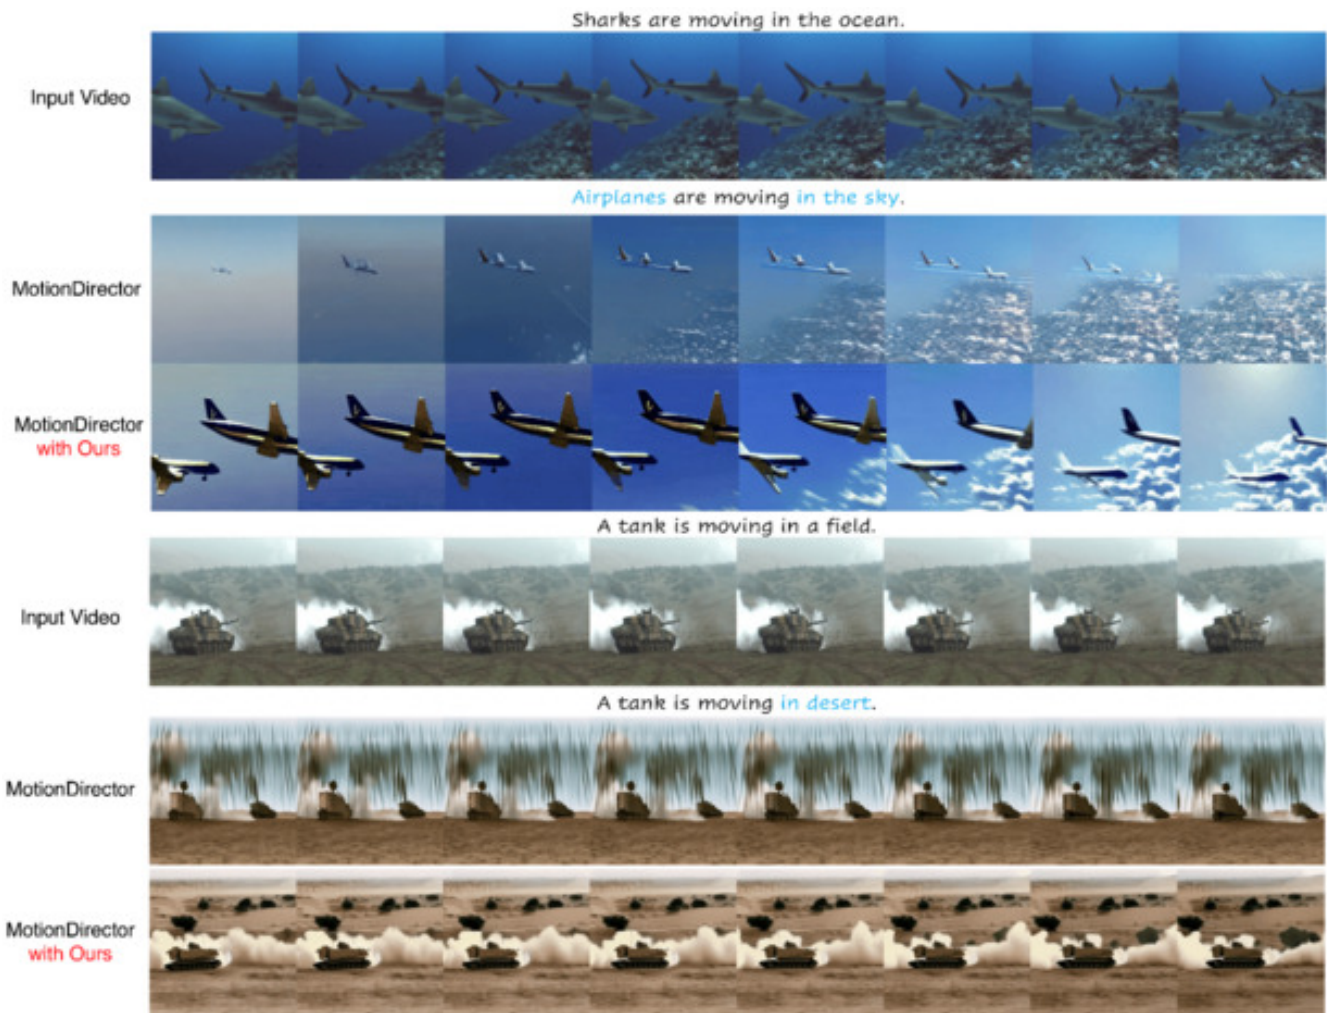 Sharks are moving in the ocean.
Input Video
Airplanes are moving in the sky.
MotionDirector
MotionDirector
with Ours
A tank is moving in a field.
Input Video
A tank is moving in desert.
MotionDirector
MotionDirector
with Ours